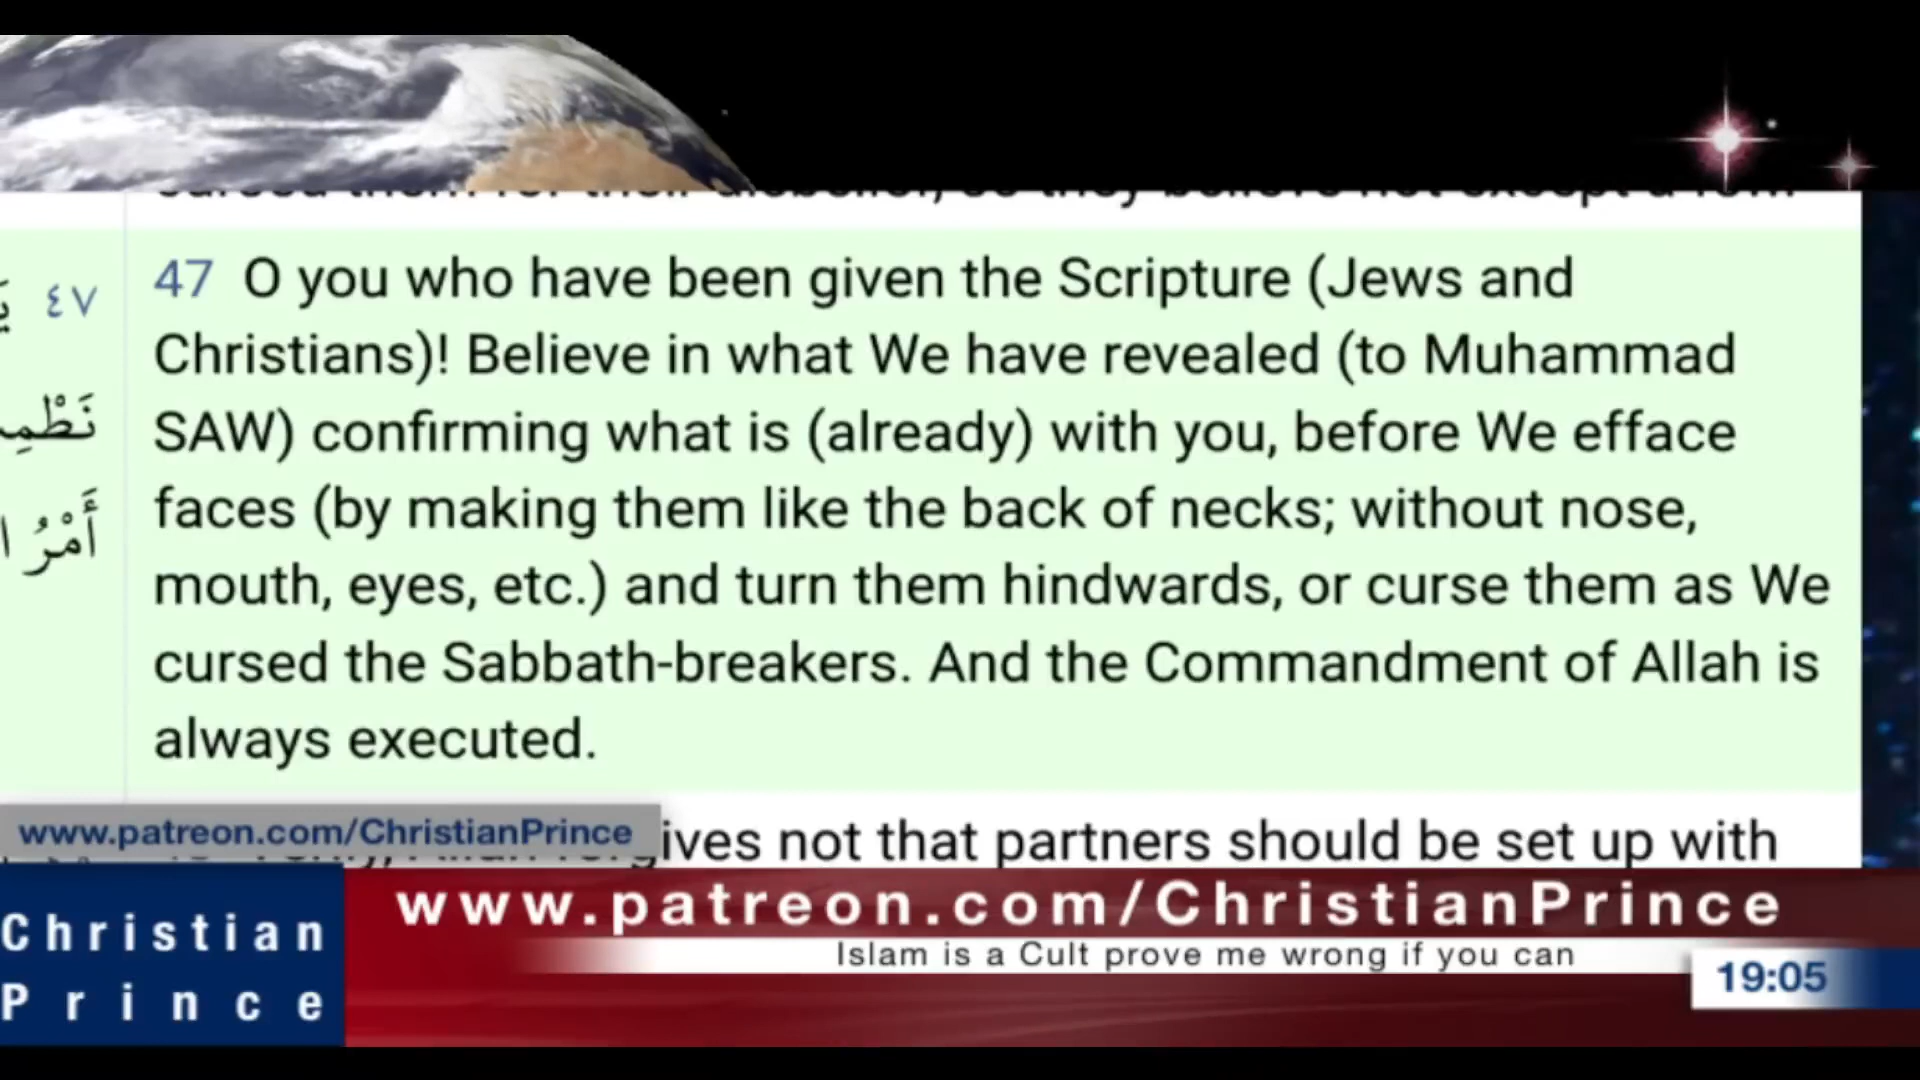 47 O you who have been given the Scripture (Jews and
٤٧
Christians)! Believe in what We have revealed (to Muhammad
SAW) confirming what is (already) with you, before We efface
faces (by making them like the back of necks; without nose,
أَمْرُ
mouth, eyes, etc.) and turn them hindwards, or curse them as We
cursed the Sabbath-breakers. And the Commandment of Allah is
always executed.
www.patreon.com/ChristianPrince
not that partners should be set up with
www.patreon.com/ChristianPrince
Islam is a Cult prove me wrong if you can
Christian
Prince
19:05